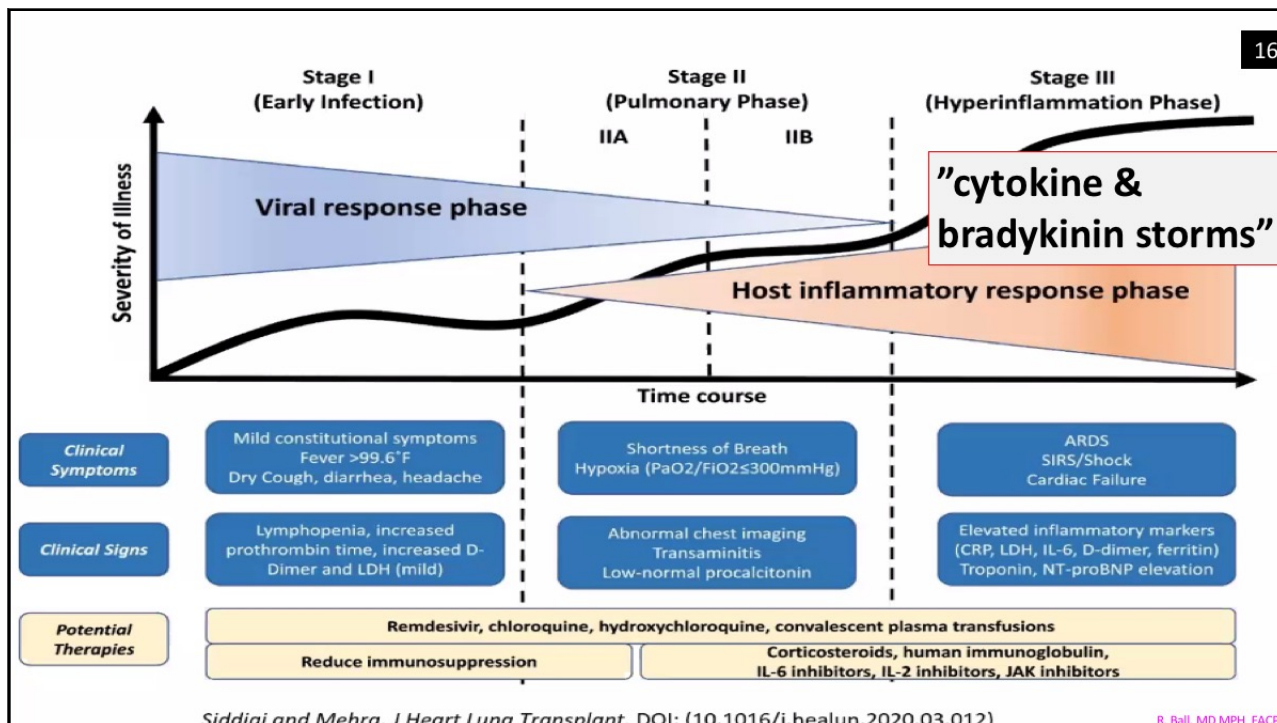 16
Stage I
(Early Infection)
Stage II
(Pulmonary Phase)
Stage III
(Hyperinflammation Phase)
IIA
IIB
Severity of Illness
Viral response phase
”cytokine &
bradykinin storms”
Host inflammatory response phase
Time course
Clinical
Symptoms
Mild constitutional symptoms
Fever >99.6°F
Dry Cough, diarrhea, headache
Shortness of Breath
Hypoxia (PaO2/FiO2≤300mmHg)
ARDS
SIRS/Shock
Cardiac Failure
Clinical Signs
Lymphopenia, increased
prothrombin time, increased D-
Dimer and LDH (mild)
Abnormal chest imaging
Transaminitis
Low-normal procalcitonin
Elevated inflammatory markers
(CRP, LDH, IL-6, D-dimer, ferritin)
Troponin, NT-proBNP elevation
Potential
Therapies
Remdesivir, chloroquine, hydroxychloroquine, convalescent plasma transfusions
Reduce immunosuppression
Corticosteroids, human immunoglobulin,
IL-6 inhibitors, IL-2 inhibitors, JAK inhibitors
Siddiqi and Mehra, J Heart Lung Transplant, DOI: (10.1016/j.healun.2020.03.012)
R. Ball, MD,MPH, FACP